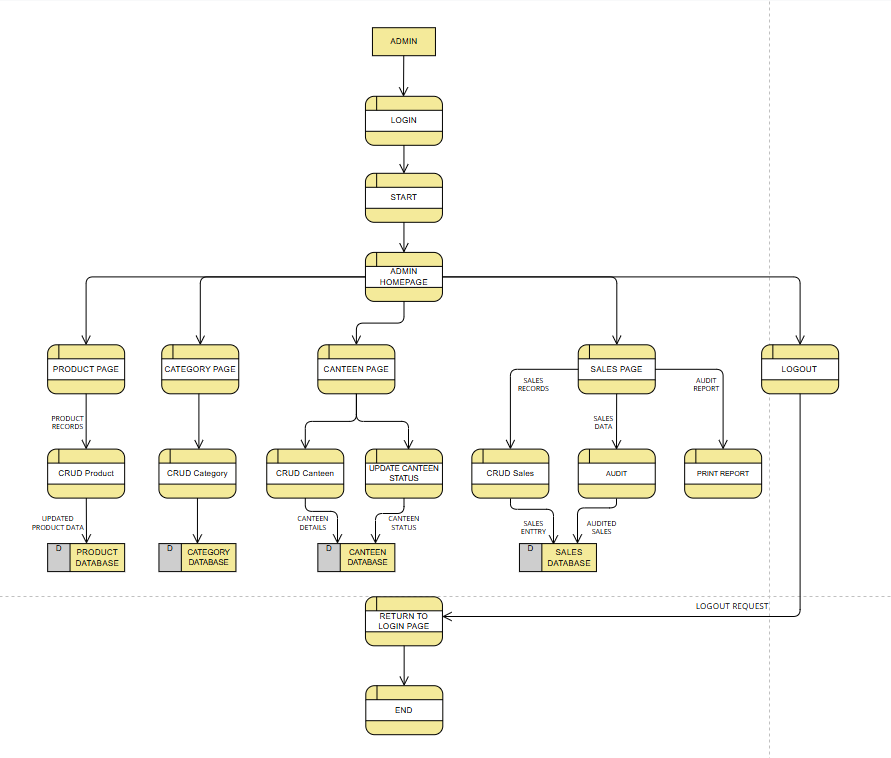 ADMIN
LOGIN
START
ADMIN
HOMEPAGE
PRODUCT PAGE
CATEGORY PAGE
CANTEEN PAGE
SALES PAGE
LOGOUT
SALES
RECORDS
AUDIT
REPORT
PRODUCT
RECORDS
SALES
DATA
CRUD Product
CRUD Category
CRUD Canteen
UPDATE CANTEEN
STATUS
CRUD Sales
AUDIT
PRINT REPORT
UPDATED
PRODUCT DATA
CANTEEN
DETAILS
CANTEEN
STATUS
SALES
ENTTRY
AUDITED
SALES
D
PRODUCT
DATABASE
D
CATEGORY
DATABASE
D
CANTEEN
DATABASE
D
SALES
DATABASE
LOGOUT REQUEST
RETURN TO
LOGIN PAGE
END